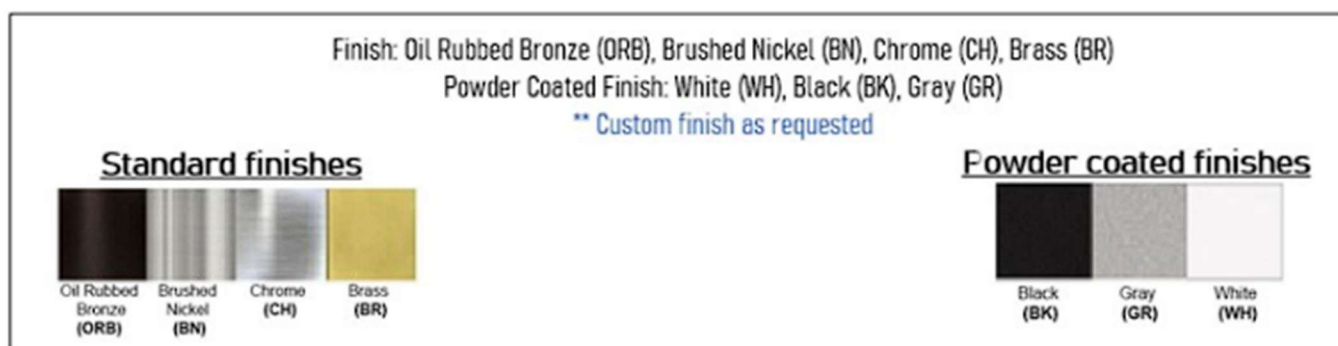 Finish: Oil Rubbed Bronze (ORB), Brushed Nickel (BN), Chrome (CH), Brass (BR)
Powder Coated Finish: White (WH), Black (BK), Gray (GR)
** Custom finish as requested
Standard finishes
Oil Rubbed
Bronze
(ORB)
Brushed
Nickel
(BN)
Chrome
(CH)
Brass
(BR)
Powder coated finishes
Black
(BK)
Gray
(GR)
White
(WH)